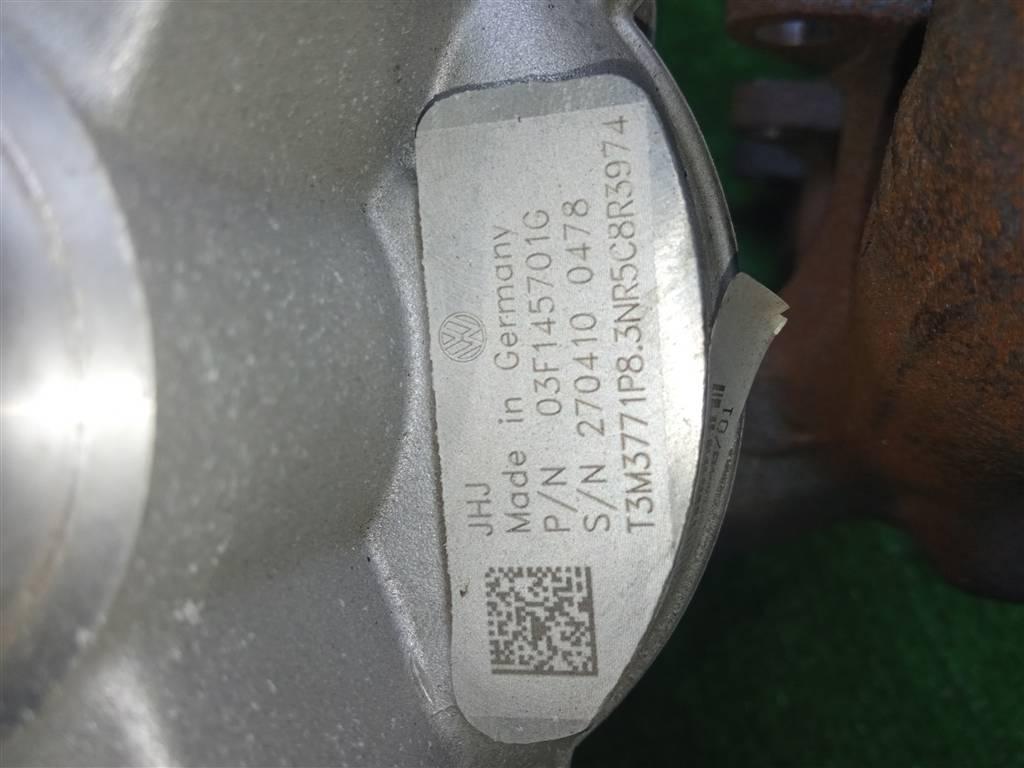 JHJ
Made in Germany
P/N 03F145701G
S/N 270410 0478
T3M3771P8.3NR5C8R3974